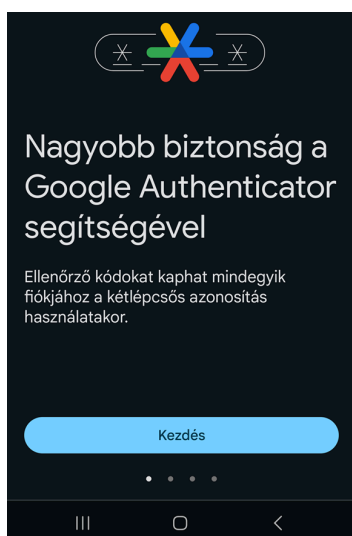 Nagyobb biztonság a
Google Authenticator
segítségével
Ellenőrző kódokat kaphat mindegyik
fiókjához a kétlépcsős azonosítás
használatakor.
Kezdés